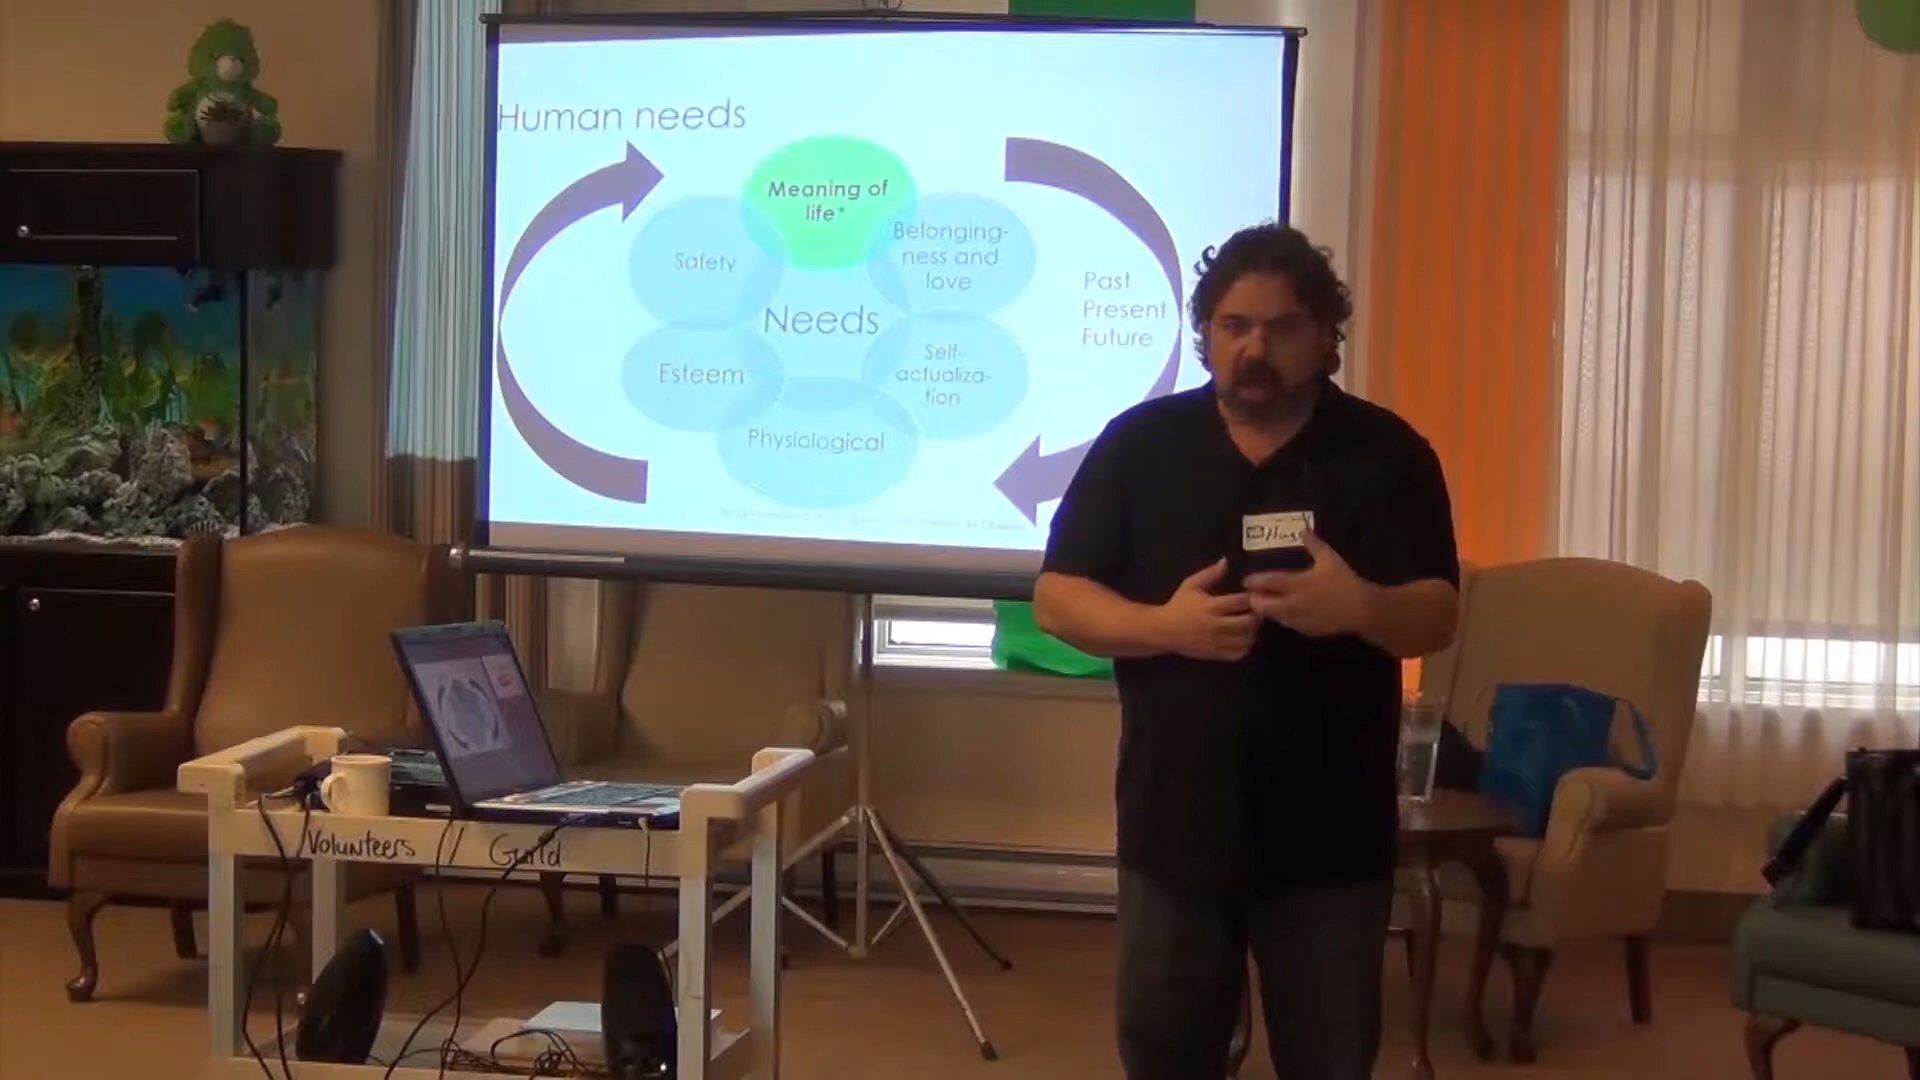 Human needs
Meaning of
life*
Belonging-
ness and
love
Safety
Past
Present
Future
Needs
Self-
actualiza-
tion
Esteem
Physiological
Volunteers // Guild